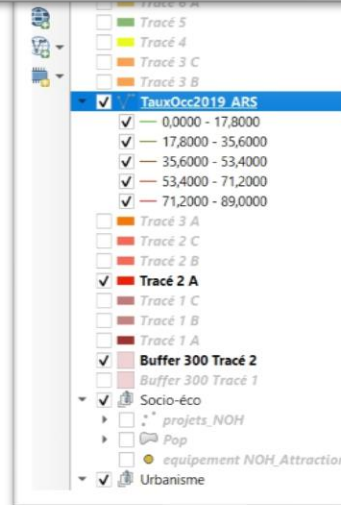 Tracé 6 A
Tracé 5
Tracé 4
Tracé 3 C
Tracé 3 B
TauxOcc2019_ARS
0,0000 - 17,8000
17,8000 - 35,6000
35,6000 - 53,4000
53,4000 - 71,2000
71,2000 - 89,0000
Tracé 3 A
Tracé 2 C
Tracé 2 B
Tracé 2 A
Tracé 1 C
Tracé 1 B
Tracé 1 A
Buffer 300 Tracé 2
Buffer 300 Tracé 1
Socio-éco
projets_NOH
Pop
equipement NOH_Attraction
Urbanisme